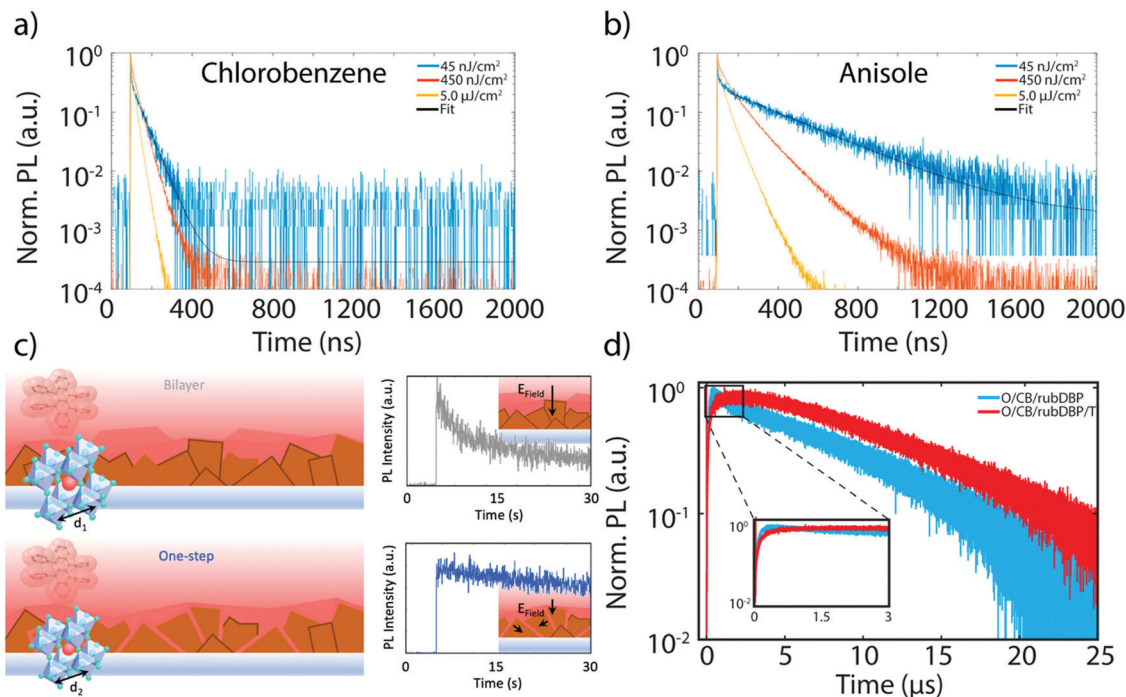 a)
Chlorobenzene
45 nJ/cm²
450 nJ/cm²
5.0 μJ/cm²
Fit
Norm. PL (a.u.)
10⁰
10⁻¹
10⁻²
10⁻³
10⁻⁴
0 400 800 1200 1600 2000
Time (ns)
b)
Anisole
45 nJ/cm²
450 nJ/cm²
5.0 μJ/cm²
Fit
Norm. PL (a.u.)
10⁰
10⁻¹
10⁻²
10⁻³
10⁻⁴
0 400 800 1200 1600 2000
Time (ns)
c)
Bilayer
d₁
PL Intensity (a.u.)
E_Field
0 15 30
Time (s)
One-step
d₂
PL Intensity (a.u.)
E_Field
0 15 30
Time (s)
d)
O/CB/rubDBP
O/CB/rubDBP/T
Norm. PL (a.u.)
10⁰
10⁻¹
10⁻²
10⁰
10⁻²
0 1.5 3
0 5 10 15 20 25
Time (μs)